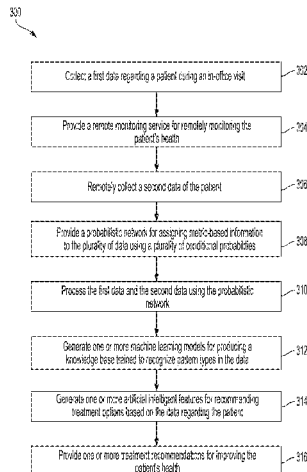 300
Collect a first data regarding a patient during an in-office visit
302
Provide a remote monitoring service for remotely monitoring the
patient's health
304
Remotely collect a second data of the patient
306
Provide a probabilistic network for assigning metric-based information
to the plurality of data using a plurality of conditional probabilities
308
Process the first data and the second data using the probabilistic
network
310
Generate one or more machine learning models for producing a
knowledge base trained to recognize pattern types in the data
312
Generate one or more artificial intelligent features for recommending
treatment options based on the data regarding the patient
314
Provide one or more treatment recommendations for improving the
patient's health
316